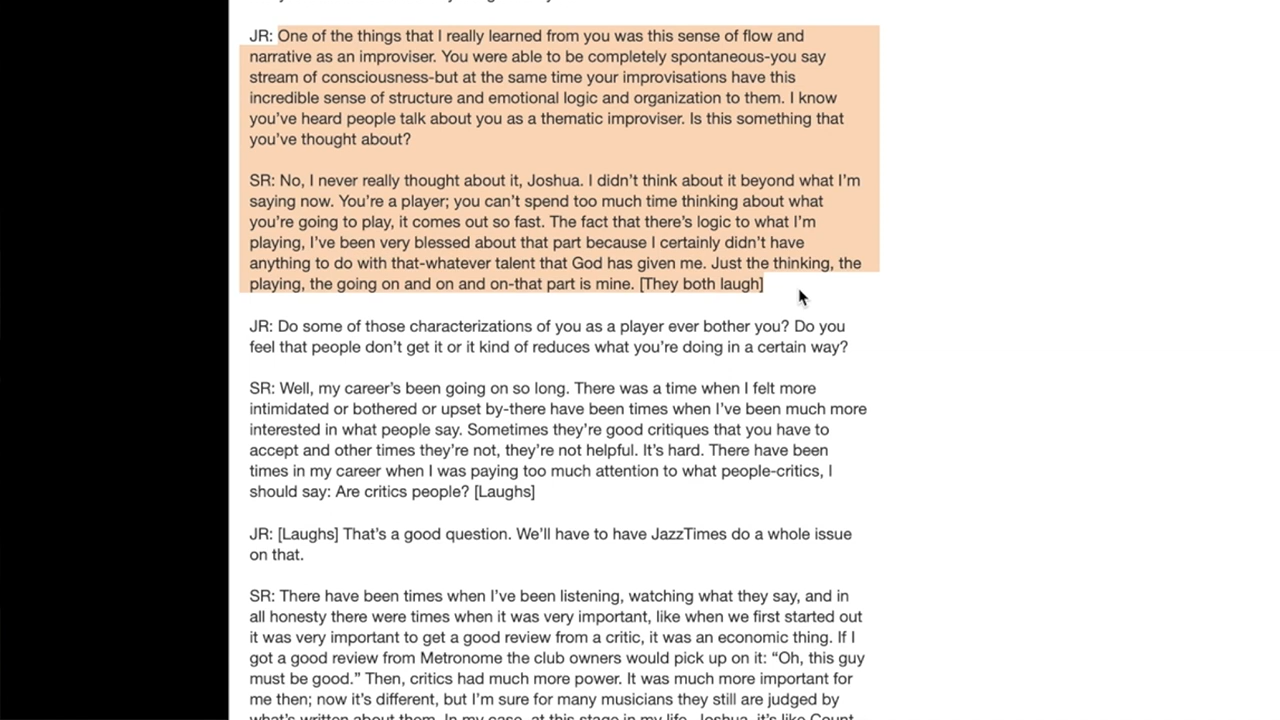 JR: One of the things that I really learned from you was this sense of flow and
narrative as an improviser. You were able to be completely spontaneous-you say
stream of consciousness-but at the same time your improvisations have this
incredible sense of structure and emotional logic and organization to them. I know
you’ve heard people talk about you as a thematic improviser. Is this something that
you’ve thought about?
SR: No, I never really thought about it, Joshua. I didn’t think about it beyond what I’m
saying now. You’re a player; you can’t spend too much time thinking about what
you’re going to play, it comes out so fast. The fact that there’s logic to what I’m
playing, I’ve been very blessed about that part because I certainly didn’t have
anything to do with that-whatever talent that God has given me. Just the thinking, the
playing, the going on and on and on-that part is mine. [They both laugh]
JR: Do some of those characterizations of you as a player ever bother you? Do you
feel that people don’t get it or it kind of reduces what you’re doing in a certain way?
SR: Well, my career’s been going on so long. There was a time when I felt more
intimidated or bothered or upset by-there have been times when I’ve been much more
interested in what people say. Sometimes they’re good critiques that you have to
accept and other times they’re not, they’re not helpful. It’s hard. There have been
times in my career when I was paying too much attention to what people-critics, I
should say: Are critics people? [Laughs]
JR: [Laughs] That’s a good question. We’ll have to have JazzTimes do a whole issue
on that.
SR: There have been times when I’ve been listening, watching what they say, and in
all honesty there were times when it was very important, like when we first started out
it was very important to get a good review from a critic, it was an economic thing. If I
got a good review from Metronome the club owners would pick up on it: “Oh, this guy
must be good.” Then, critics had much more power. It was much more important for
me then; now it’s different, but I’m sure for many musicians they still are judged by
what’s written about them. In my case, at this stage in my life, Joshua, it’s like Count